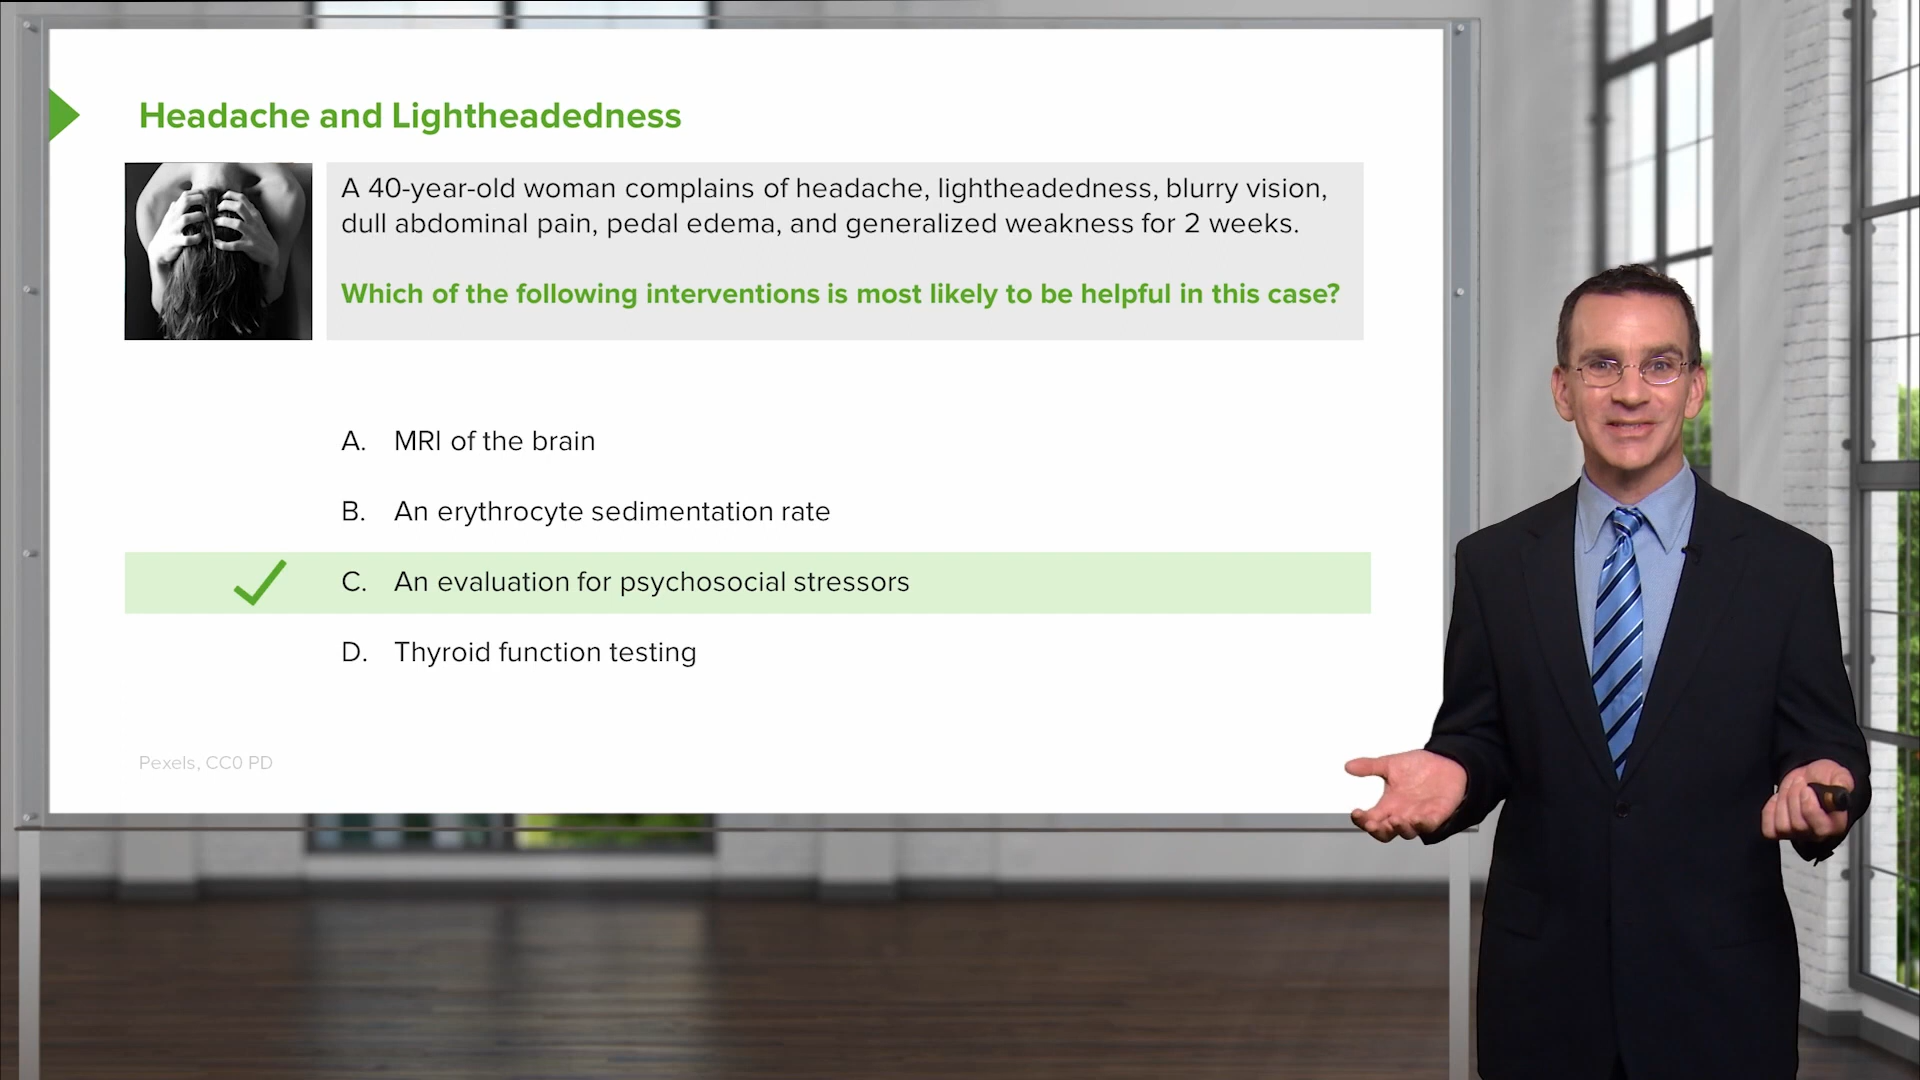 Headache and Lightheadedness
A 40-year-old woman complains of headache, lightheadedness, blurry vision,
dull abdominal pain, pedal edema, and generalized weakness for 2 weeks.
Which of the following interventions is most likely to be helpful in this case?
A. MRI of the brain
B. An erythrocyte sedimentation rate
C. An evaluation for psychosocial stressors
D. Thyroid function testing
Pexels, CC0 PD